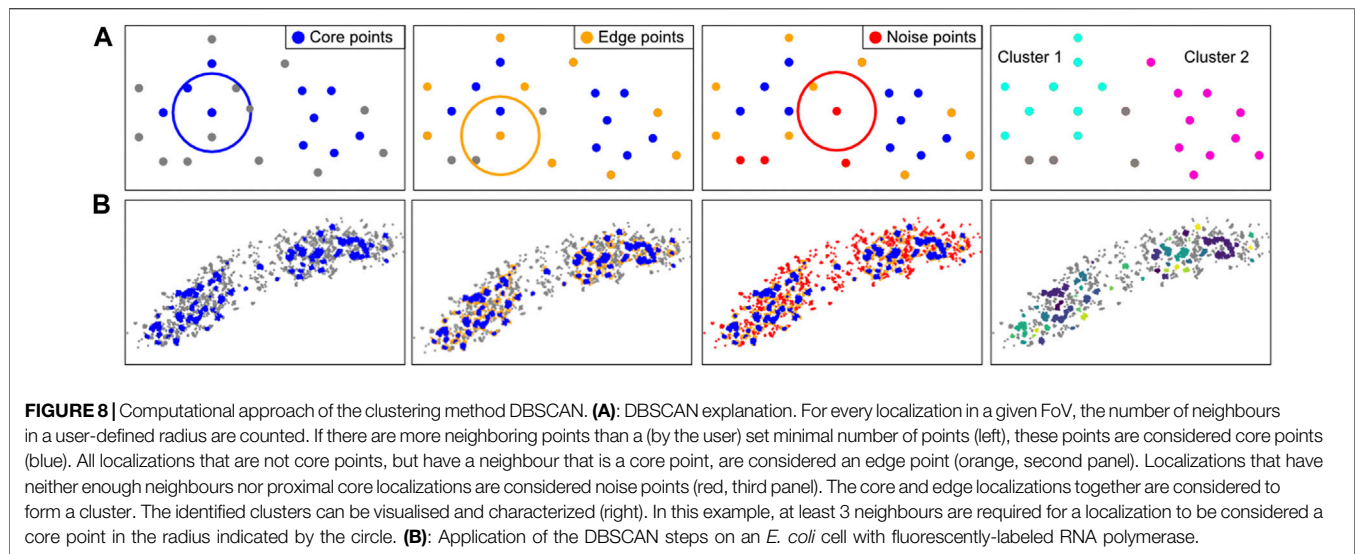 A
Core points
Edge points
Noise points
Cluster 1
Cluster 2
B
FIGURE 8 | Computational approach of the clustering method DBSCAN. (A): DBSCAN explanation. For every localization in a given FoV, the number of neighbours
in a user-defined radius are counted. If there are more neighboring points than a (by the user) set minimal number of points (left), these points are considered core points
(blue). All localizations that are not core points, but have a neighbour that is a core point, are considered an edge point (orange, second panel). Localizations that have
neither enough neighbours nor proximal core localizations are considered noise points (red, third panel). The core and edge localizations together are considered to
form a cluster. The identified clusters can be visualised and characterized (right). In this example, at least 3 neighbours are required for a localization to be considered a
core point in the radius indicated by the circle. (B): Application of the DBSCAN steps on an E. coli cell with fluorescently-labeled RNA polymerase.